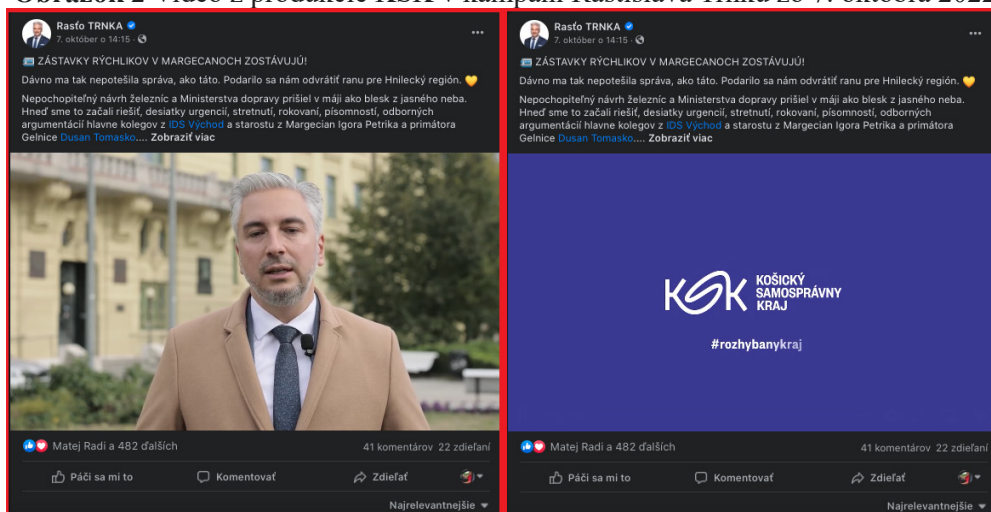 Obrázok 2 Video z produkcie KSK v kampani Rastislava Trnku zo 7. októbra 2022
Rasťo TRNKA
7. október o 14:15
ZÁSTAVKY RÝCHLIKOV V MARGECANOCH ZOSTÁVUJÚ!
Dávno ma tak nepotešila správa, ako táto. Podarilo sa nám odvrátiť ranu pre Hnilecký región.
Nepochopiteľný návrh železníc a Ministerstva dopravy prišiel v máji ako blesk z jasného neba.
Hneď sme to začali riešiť, desiatky urgencií, stretnutí, rokovaní, písomností, odborných
argumentácií hlavne kolegov z IDS Východ a starostu z Margecian Igora Petrika a primátora
Gelnice Dusan Tomasko.... Zobraziť viac
Matej Radi a 482 ďalších
41 komentárov 22 zdieľaní
Páči sa mi to
Komentovať
Zdieľať
Najrelevantnejšie
Rasťo TRNKA
7. október o 14:15
ZÁSTAVKY RÝCHLIKOV V MARGECANOCH ZOSTÁVUJÚ!
Dávno ma tak nepotešila správa, ako táto. Podarilo sa nám odvrátiť ranu pre Hnilecký región.
Nepochopiteľný návrh železníc a Ministerstva dopravy prišiel v máji ako blesk z jasného neba.
Hneď sme to začali riešiť, desiatky urgencií, stretnutí, rokovaní, písomností, odborných
argumentácií hlavne kolegov z IDS Východ a starostu z Margecian Igora Petrika a primátora
Gelnice Dusan Tomasko.... Zobraziť viac
KSK
KOŠICKÝ
SAMOSPRÁVNY
KRAJ
#rozhybanykraj
Matej Radi a 482 ďalších
41 komentárov 22 zdieľaní
Páči sa mi to
Komentovať
Zdieľať
Najrelevantnejšie